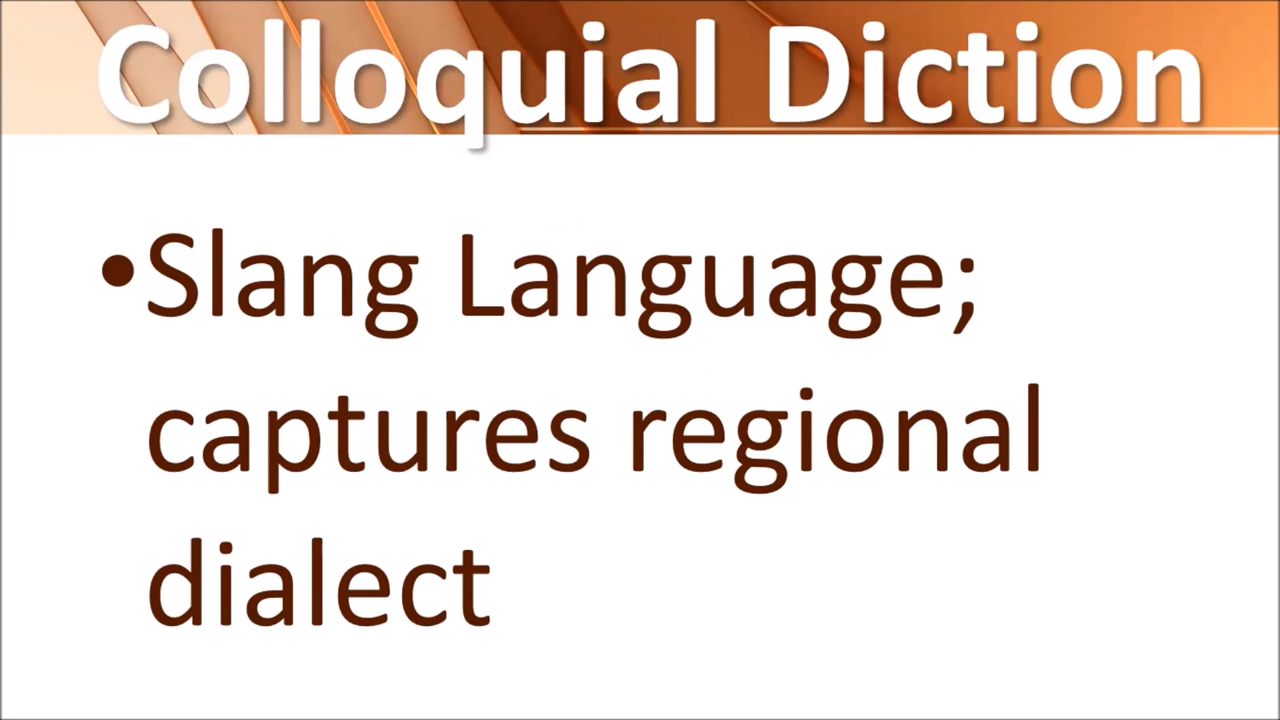 Colloquial Diction
•Slang Language;
captures regional
dialect